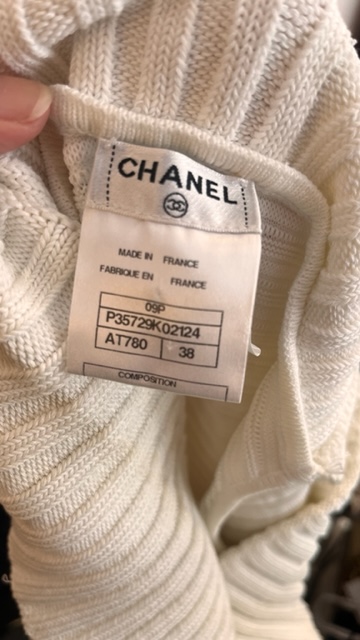 CHANEL
MADE IN FRANCE
FABRIQUE EN FRANCE
09P
P35729K02124
AT780 38
COMPOSITION